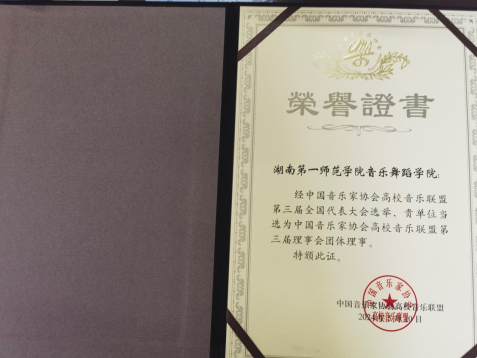 榮譽證書
湖南第一师范学院音乐舞蹈学院:
经中国音乐家协会高校音乐联盟
第三届全国代表大会选举,贵单位当
选为中国音乐家协会高校音乐联盟第
三届理事会团体理事。
特颁此证。
中国音乐家协会高校音乐联盟